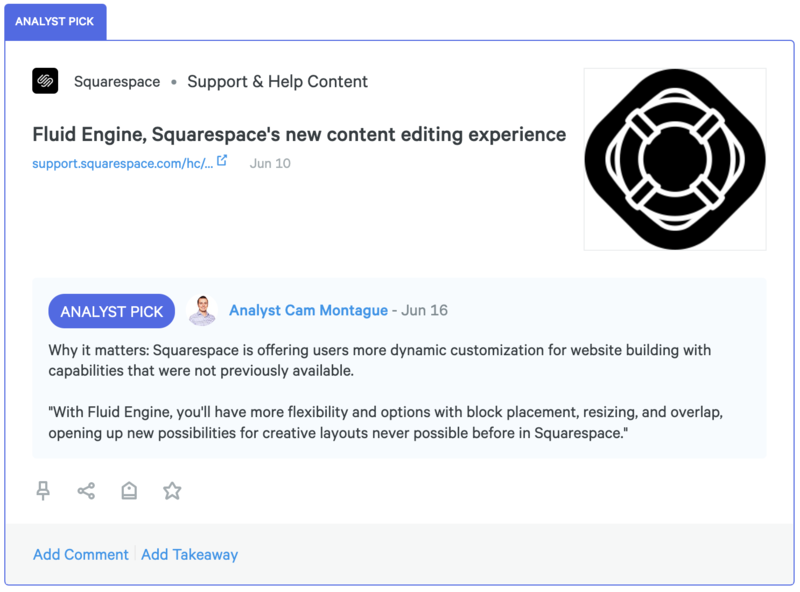 ANALYST PICK
Squarespace • Support & Help Content
Fluid Engine, Squarespace's new content editing experience
support.squarespace.com/hc/... Jun 10
ANALYST PICK Analyst Cam Montague - Jun 16
Why it matters: Squarespace is offering users more dynamic customization for website building with
capabilities that were not previously available.
"With Fluid Engine, you'll have more flexibility and options with block placement, resizing, and overlap,
opening up new possibilities for creative layouts never possible before in Squarespace."
Add Comment Add Takeaway